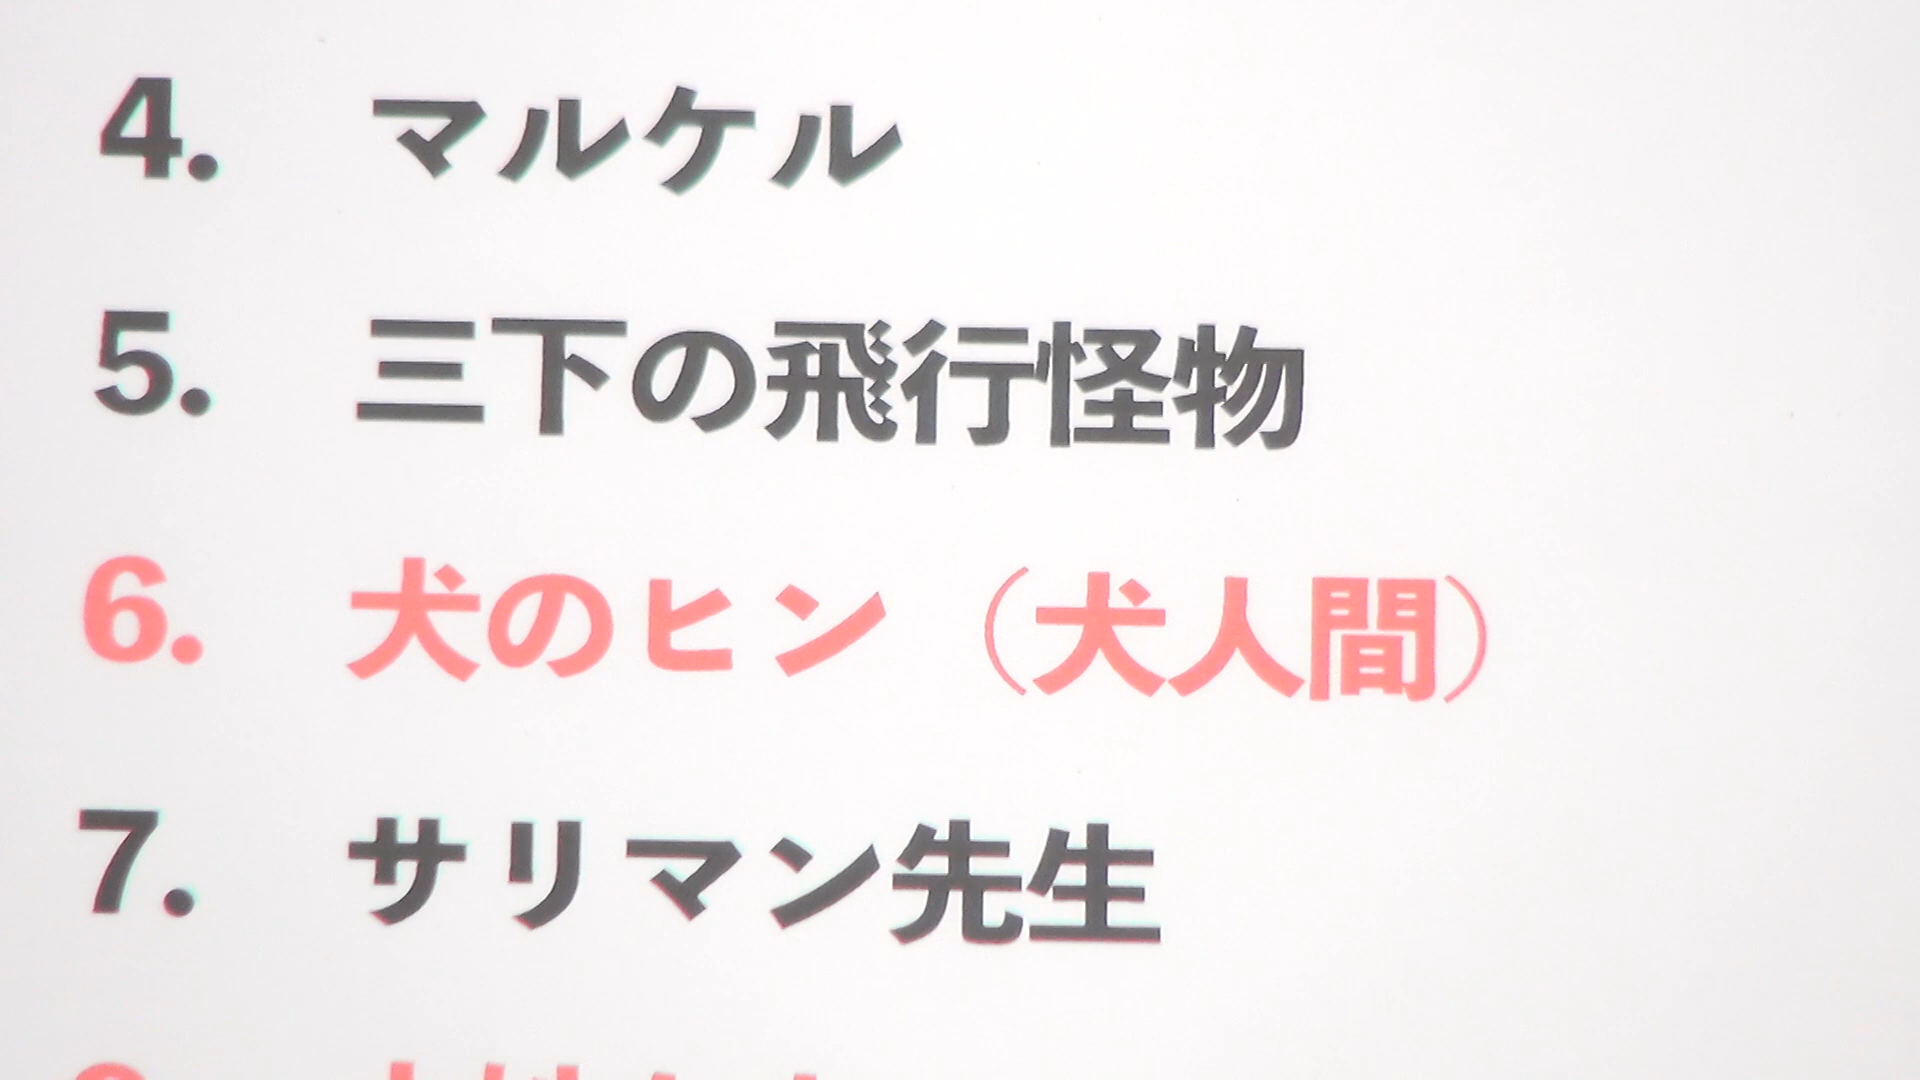 4. マルケル
5. 三下の飛行怪物
6. 犬のヒン（犬人間）
7. サリマン先生